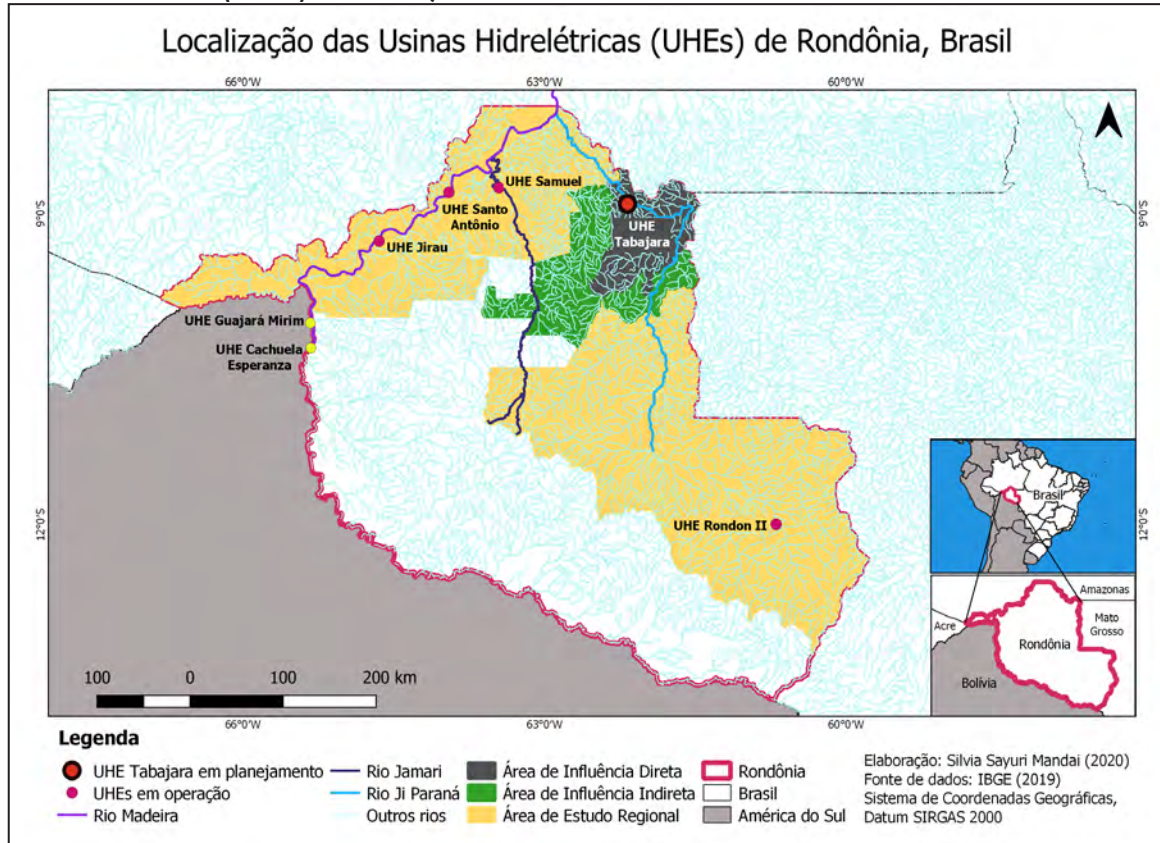 Localização das Usinas Hidrelétricas (UHEs) de Rondônia, Brasil
66°0'W
63°0'W
60°0'W
9°0'S
9°0'S
UHE Samuel
UHE Santo
Antônio
UHE
Tabajara
UHE Jirau
UHE Guajará Mirim
UHE Cachuela
Esperanza
UHE Rondon II
12°0'S
12°0'S
Brasil
Amazonas
Acre
Mato
Grosso
Rondônia
Bolívia
100 0 100 200 km
66°0'W
63°0'W
60°0'W
Legenda
UHE Tabajara em planejamento
UHEs em operação
Rio Madeira
Rio Jamari
Rio Ji Paraná
Outros rios
Área de Influência Direta
Área de Influência Indireta
Área de Estudo Regional
Rondônia
Brasil
América do Sul
Elaboração: Silvia Sayuri Mandai (2020)
Fonte de dados: IBGE (2019)
Sistema de Coordenadas Geográficas,
Datum SIRGAS 2000